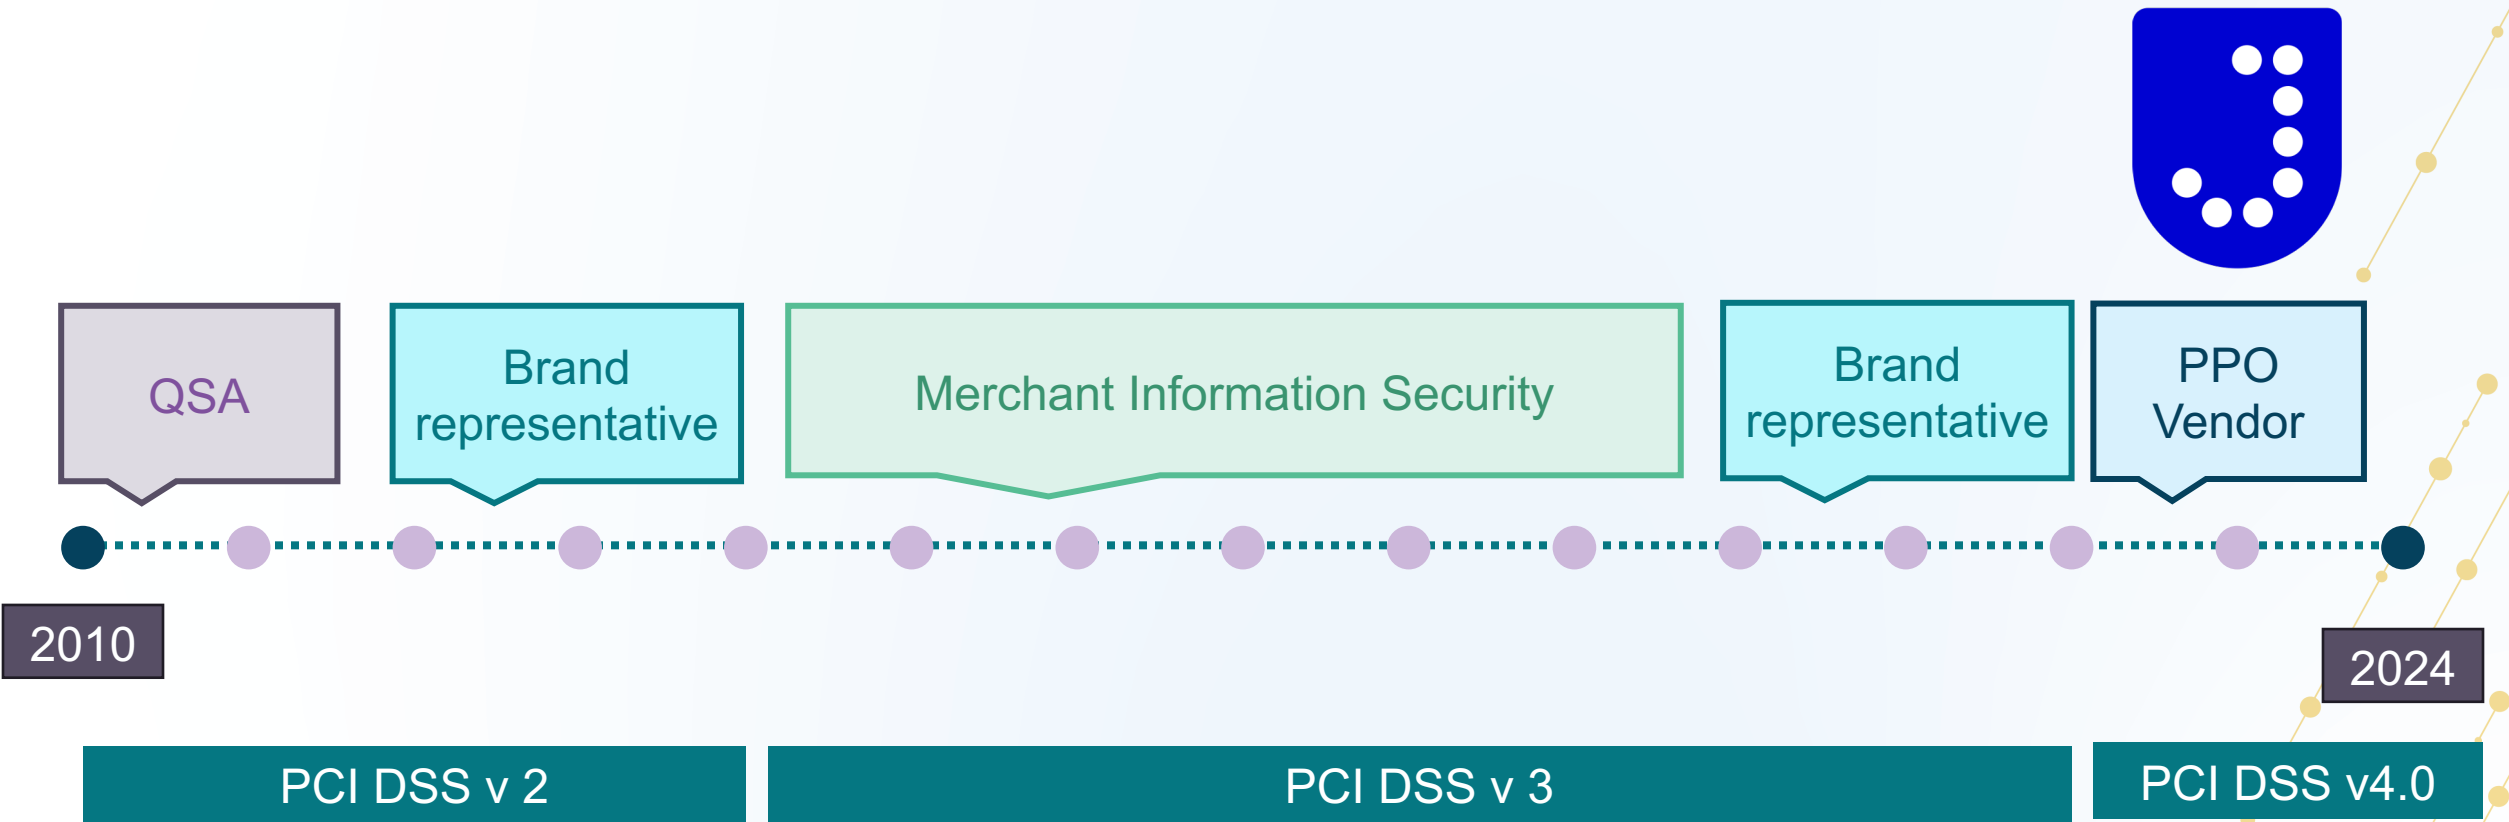 QSA
Brand
representative
Merchant Information Security
Brand
representative
PPO
Vendor
2010
2024
PCI DSS v 2
PCI DSS v 3
PCI DSS v4.0